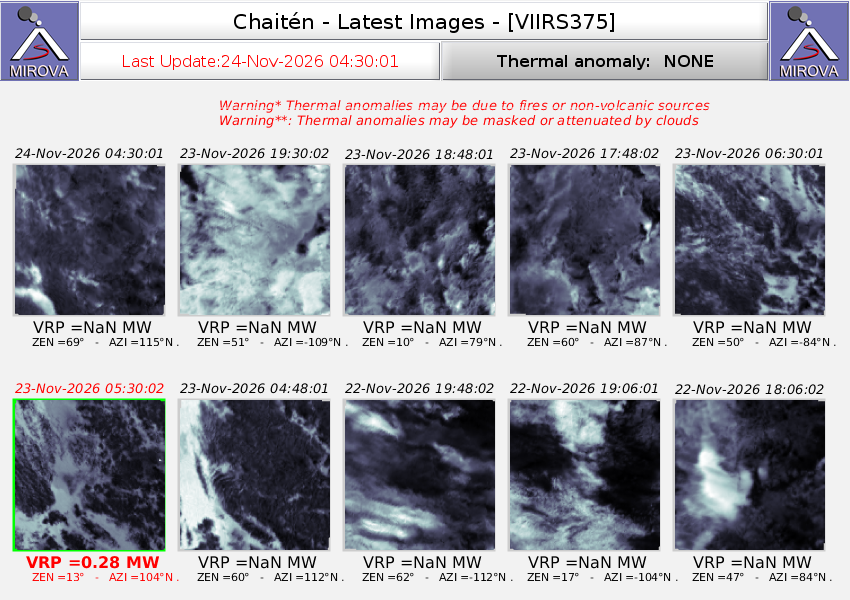 Chaitén - Latest Images - [VIIRS375]
MIROVA
Last Update:24-Nov-2026 04:30:01
Thermal anomaly: NONE
MIROVA
Warning* Thermal anomalies may be due to fires or non-volcanic sources
Warning**: Thermal anomalies may be masked or attenuated by clouds
24-Nov-2026 04:30:01 23-Nov-2026 19:30:02 23-Nov-2026 18:48:01 23-Nov-2026 17:48:02 23-Nov-2026 06:30:01
VRP =NaN MW VRP =NaN MW VRP =NaN MW VRP =NaN MW VRP =NaN MW
ZEN =69° - AZI =115°N . ZEN =51° - AZI =-109°N . ZEN =10° - AZI =79°N . ZEN =60° - AZI =87°N . ZEN =50° - AZI =-84°N .
23-Nov-2026 05:30:02 23-Nov-2026 04:48:01 22-Nov-2026 19:48:02 22-Nov-2026 19:06:01 22-Nov-2026 18:06:02
VRP =0.28 MW VRP =NaN MW VRP =NaN MW VRP =NaN MW VRP =NaN MW
ZEN =13° - AZI =104°N . ZEN =60° - AZI =112°N . ZEN =62° - AZI =-112°N . ZEN =17° - AZI =-104°N . ZEN =47° - AZI =84°N .